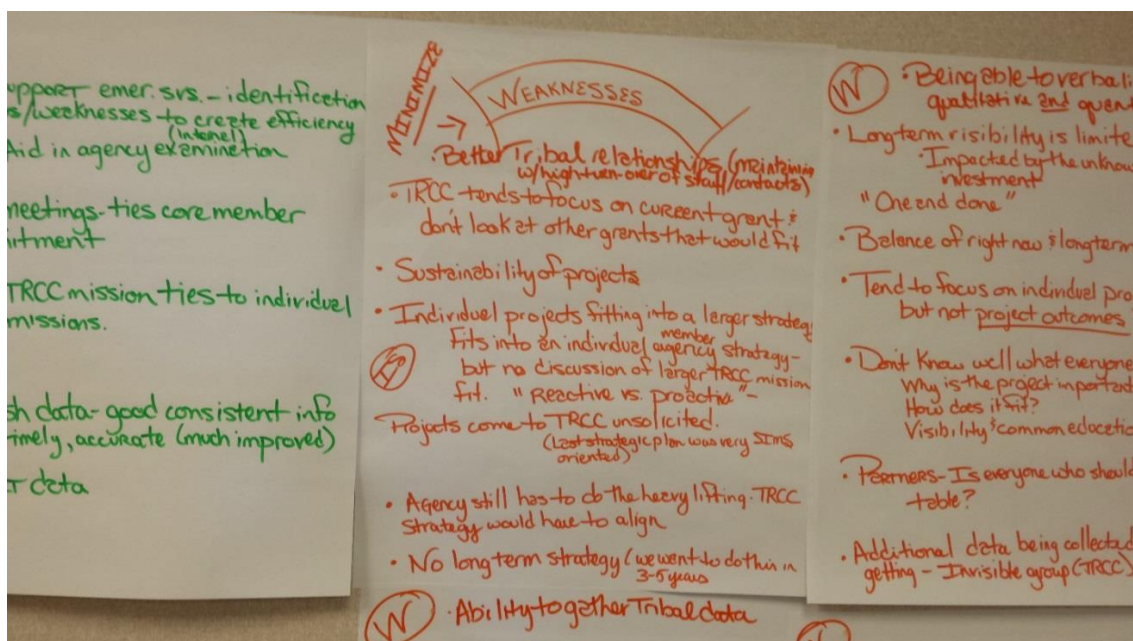 upport emer. svs. - identification
s/weaknesses to create efficiency
(internal)
Aid in agency examination
meetings - ties core member
itment
TRCC mission ties to individual
missions.
sh data - good consistent info
timely, accurate (much improved)
data
MINIMIZE
WEAKNESSES
· Better Tribal relationships (maintaining
w/high turn-over of staff/contacts)
· TRCC tends to focus on current grant &
don't look at other grants that would fit
· Sustainability of projects
· Individual projects fitting into a larger strategy
Fits into an individual member agency strategy -
but no discussion of larger TRCC mission
fit. "Reactive vs. proactive" -
Projects come to TRCC unsolicited.
(Last strategic plan was very SIMS
oriented)
· Agency still has to do the heavy lifting. TRCC
strategy would have to align
· No long term strategy (we want to do this in
3-5 years
W · Ability to gather Tribal data
W · Being able to verbali
qualitative and quant
· Long term visibility is limite
· Impacted by the unknow
investment
"One and done"
· Balance of right now & long term
· Tend to focus on individual pro
but not project outcomes
· Don't know well what everyone
Why is the project important
How does it fit?
Visibility & common educatio
· Partners - Is everyone who should
table?
· Additional data being collected
getting - Invisible group (TRCC)